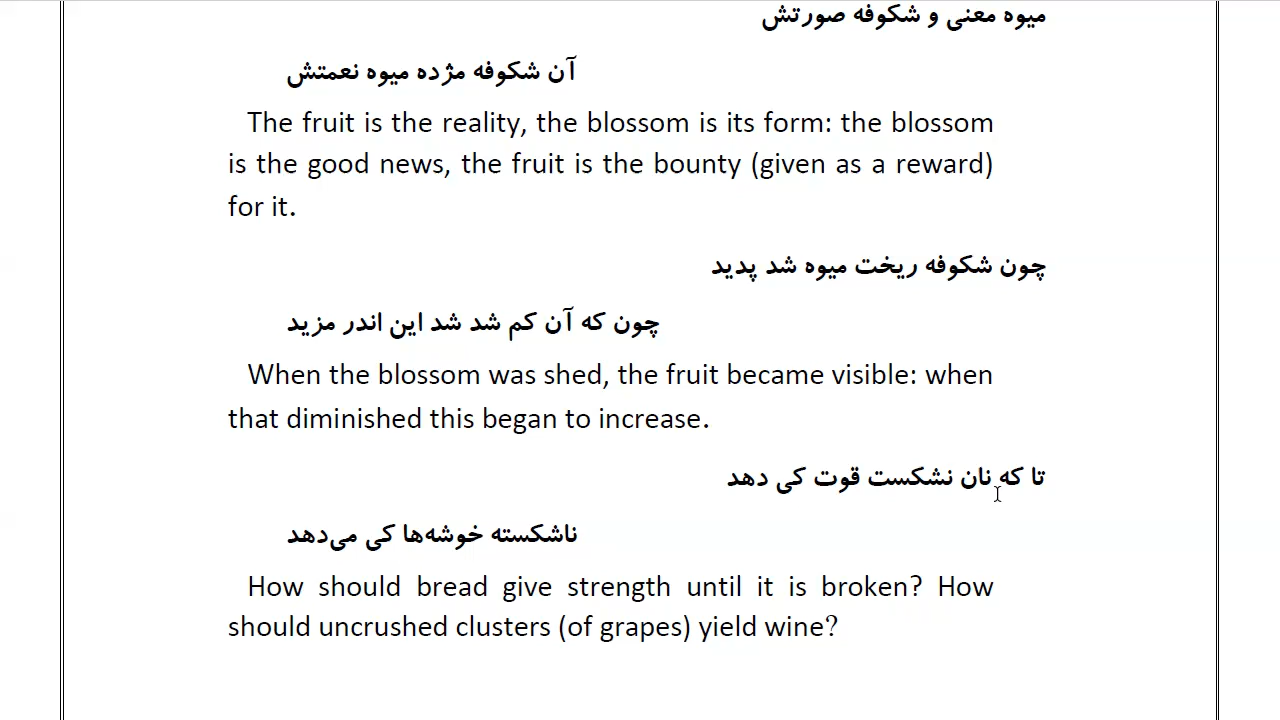 میوه معنی و شکوفه صورتش
آن شکوفه مژده میوه نعمتش
The fruit is the reality, the blossom is its form: the blossom
is the good news, the fruit is the bounty (given as a reward)
for it.
چون شکوفه ریخت میوه شد پدید
چون که آن کم شد شد این اندر مزید
When the blossom was shed, the fruit became visible: when
that diminished this began to increase.
تا که نان نشکست قوت کی دهد
ناشکسته خوشه‌ها کی می‌دهد
How should bread give strength until it is broken? How
should uncrushed clusters (of grapes) yield wine?